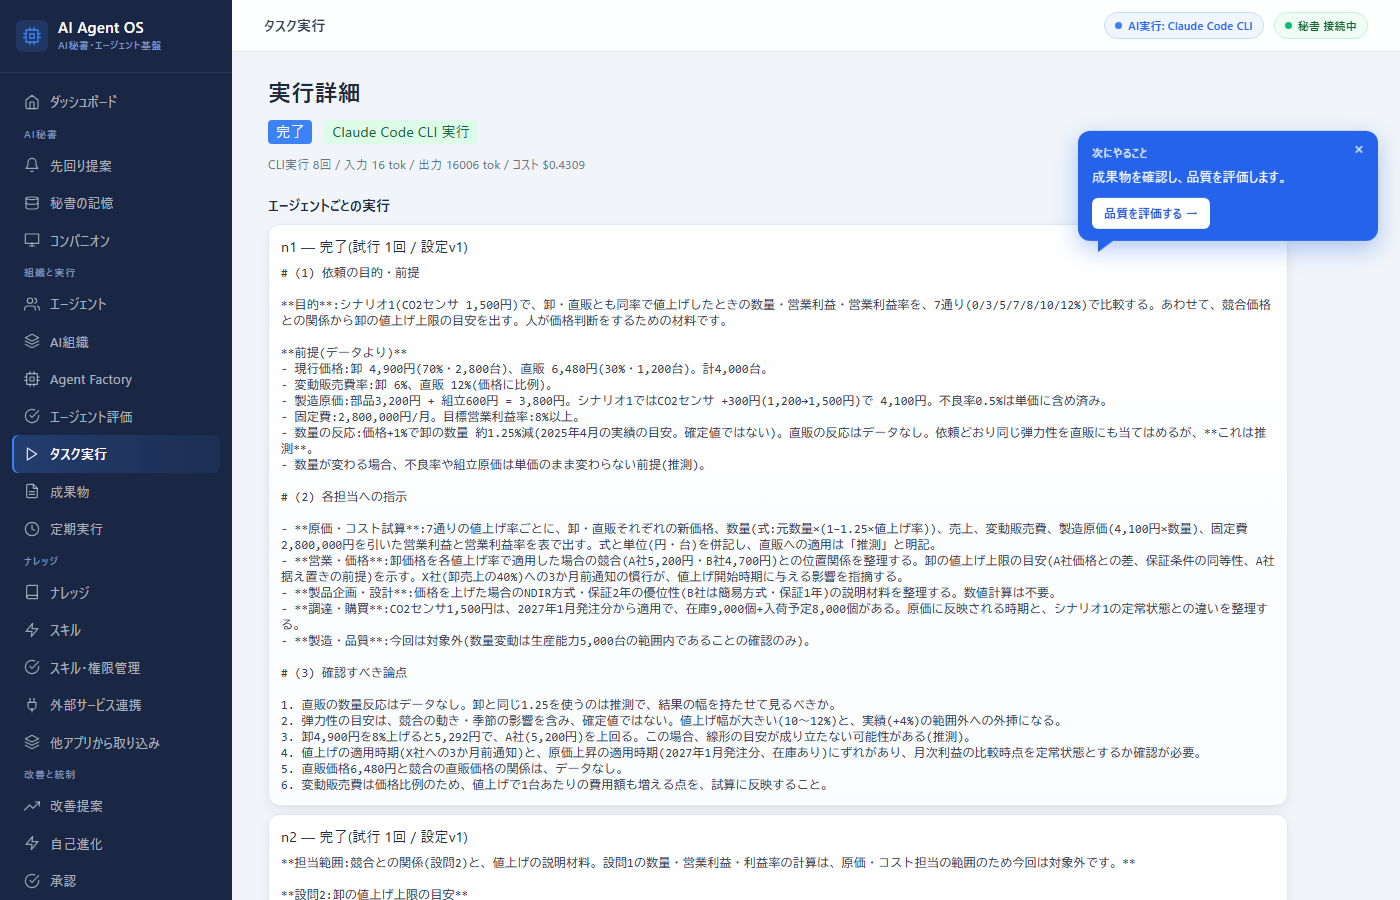 AI Agent OS
AI秘書・エージェント基盤
ダッシュボード
AI秘書
先回り提案
秘書の記憶
コンパニオン
組織と実行
エージェント
AI組織
Agent Factory
エージェント評価
タスク実行
成果物
定期実行
ナレッジ
ナレッジ
スキル
スキル・権限管理
外部サービス連携
他アプリから取り込み
改善と統制
改善提案
自己進化
承認
タスク実行
AI実行: Claude Code CLI
秘書 接続中
実行詳細
完了
Claude Code CLI 実行
CLI実行 8回 / 入力 16 tok / 出力 16006 tok / コスト $0.4309
次にやること
×
成果物を確認し、品質を評価します。
品質を評価する →
エージェントごとの実行
n1 — 完了(試行 1回 / 設定v1)
# (1) 依頼の目的・前提
**目的**:シナリオ1(CO2センサ 1,500円)で、卸・直販とも同率で値上げしたときの数量・営業利益・営業利益率を、7通り(0/3/5/7/8/10/12%)で比較する。あわせて、競合価格
との関係から卸の値上げ上限の目安を出す。人が価格判断をするための材料です。
**前提(データより)**
- 現行価格:卸 4,900円(70%・2,800台)、直販 6,480円(30%・1,200台)。計4,000台。
- 変動販売費率:卸 6%、直販 12%(価格に比例)。
- 製造原価:部品3,200円 + 組立600円 = 3,800円。シナリオ1ではCO2センサ +300円(1,200→1,500円)で 4,100円。不良率0.5%は単価に含め済み。
- 固定費:2,800,000円/月。目標営業利益率:8%以上。
- 数量の反応:価格+1%で卸の数量 約1.25%減(2025年4月の実績の目安。確定値ではない)。直販の反応はデータなし。依頼どおり同じ弾力性を直販にも当てはめるが、**これは推
測**。
- 数量が変わる場合、不良率や組立原価は単価のまま変わらない前提(推測)。
# (2) 各担当への指示
- **原価・コスト試算**:7通りの値上げ率ごとに、卸・直販それぞれの新価格、数量(式:元数量×(1−1.25×値上げ率))、売上、変動販売費、製造原価(4,100円×数量)、固定費
2,800,000円を引いた営業利益と営業利益率を表で出す。式と単位(円・台)を併記し、直販への適用は「推測」と明記。
- **営業・価格**:卸価格を各値上げ率で適用した場合の競合(A社5,200円・B社4,700円)との位置関係を整理する。卸の値上げ上限の目安(A社価格との差、保証条件の同等性、A社
据え置きの前提)を示す。X社(卸売上の40%)への3か月前通知の慣行が、値上げ開始時期に与える影響を指摘する。
- **製品企画・設計**:価格を上げた場合のNDIR方式・保証2年の優位性(B社は簡易方式・保証1年)の説明材料を整理する。数値計算は不要。
- **調達・購買**:CO2センサ1,500円は、2027年1月発注分から適用で、在庫9,000個+入荷予定8,000個がある。原価に反映される時期と、シナリオ1の定常状態との違いを整理す
る。
- **製造・品質**:今回は対象外(数量変動は生産能力5,000台の範囲内であることの確認のみ)。
# (3) 確認すべき論点
1. 直販の数量反応はデータなし。卸と同じ1.25を使うのは推測で、結果の幅を持たせて見るべきか。
2. 弾力性の目安は、競合の動き・季節の影響を含み、確定値ではない。値上げ幅が大きい(10〜12%)と、実績(+4%)の範囲外への外挿になる。
3. 卸4,900円を8%上げると5,292円で、A社(5,200円)を上回る。この場合、線形の目安が成り立たない可能性がある(推測)。
4. 値上げの適用時期(X社への3か月前通知)と、原価上昇の適用時期(2027年1月発注分、在庫あり)にずれがあり、月次利益の比較時点を定常状態とするか確認が必要。
5. 直販価格6,480円と競合の直販価格の関係は、データなし。
6. 変動販売費は価格比例のため、値上げで1台あたりの費用額も増える点を、試算に反映すること。
n2 — 完了(試行 1回 / 設定v1)
**担当範囲:競合との関係(設問2)と、値上げの説明材料。設問1の数量・営業利益・利益率の計算は、原価・コスト担当の範囲のため今回は対象外です。**
**設問2:卸の値上げ上限の目安**